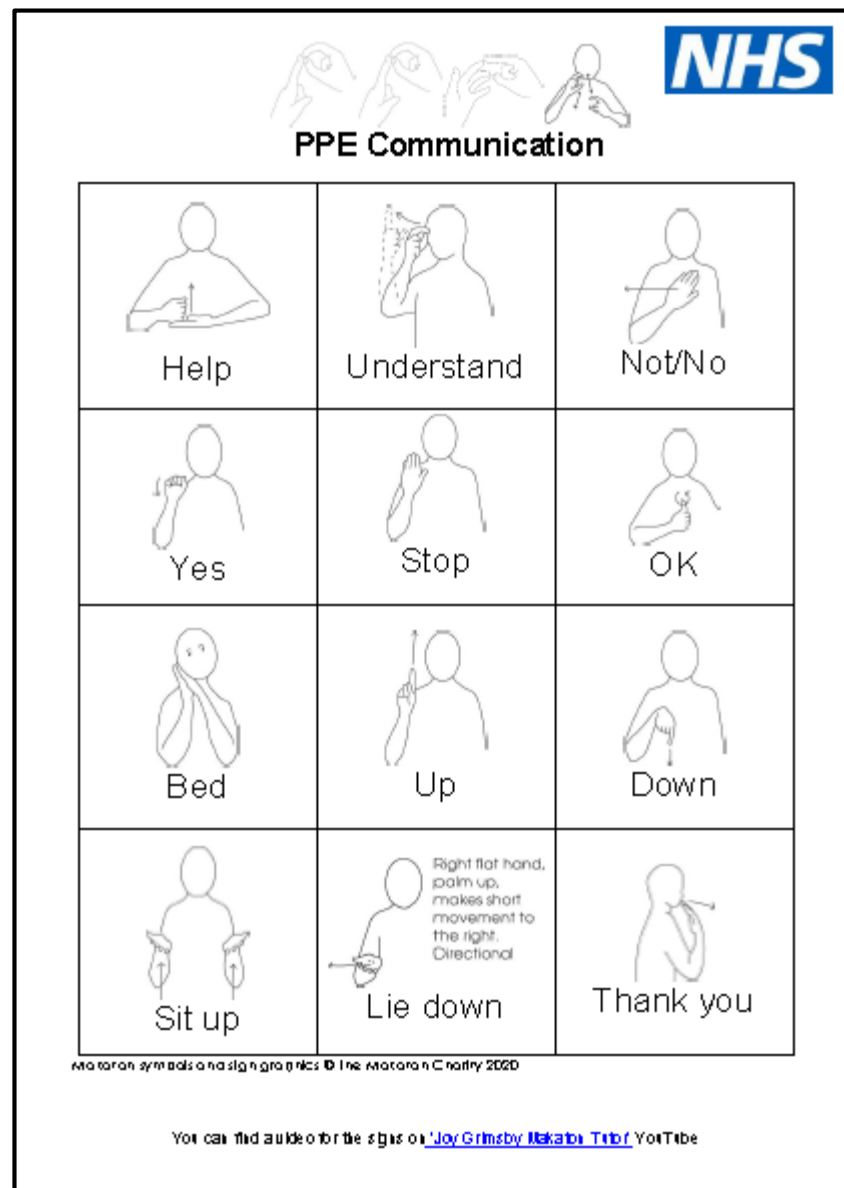 NHS
PPE Communication
Help
Understand
Not/No
Yes
Stop
OK
Bed
Up
Down
Sit up
Right flat hand,
palm up,
makes short
movement to
the right.
Directional
Lie down
Thank you
Makaton symbols and sign graphics © The Makaton Charity 2020
You can find a video for the signs on 'Joy Grimsby Makaton Tutor' YouTube